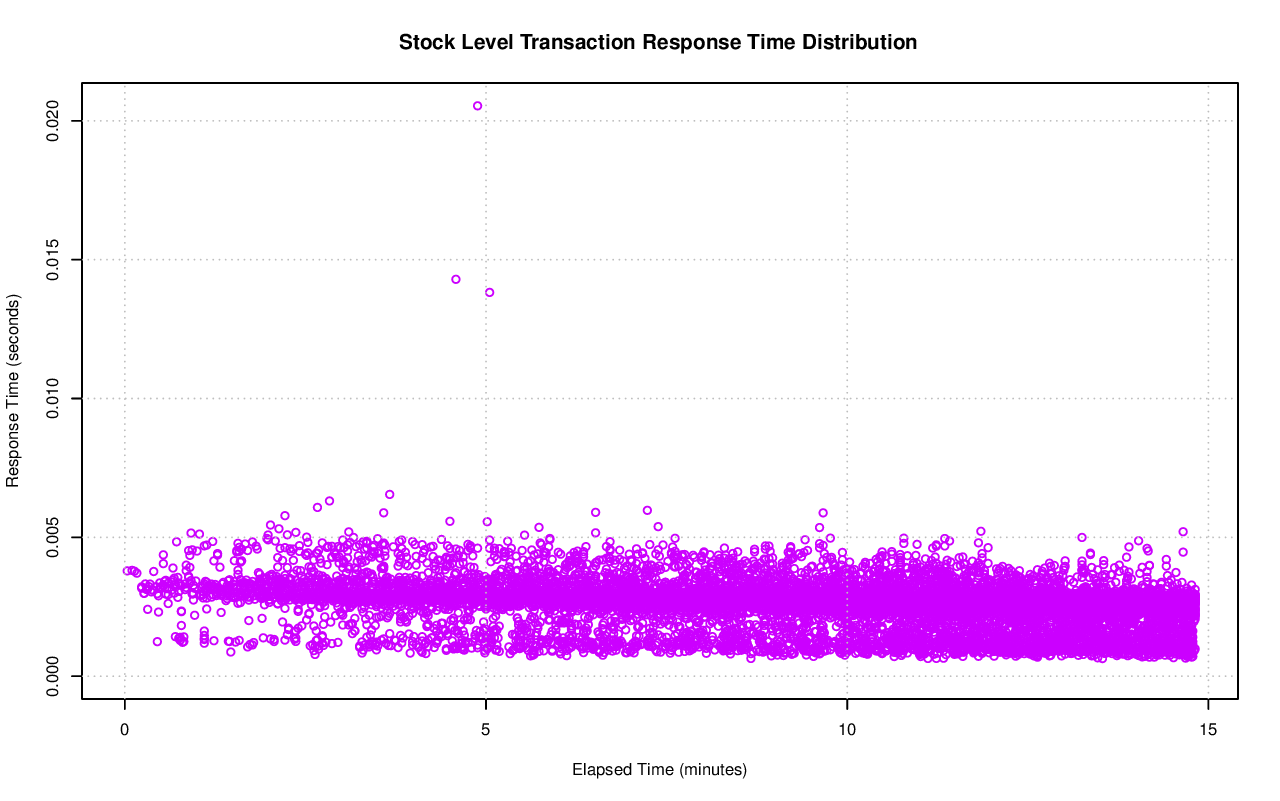 Stock Level Transaction Response Time Distribution
Response Time (seconds)
0.020
0.015
0.010
0.005
0.000
0 5 10 15
Elapsed Time (minutes)